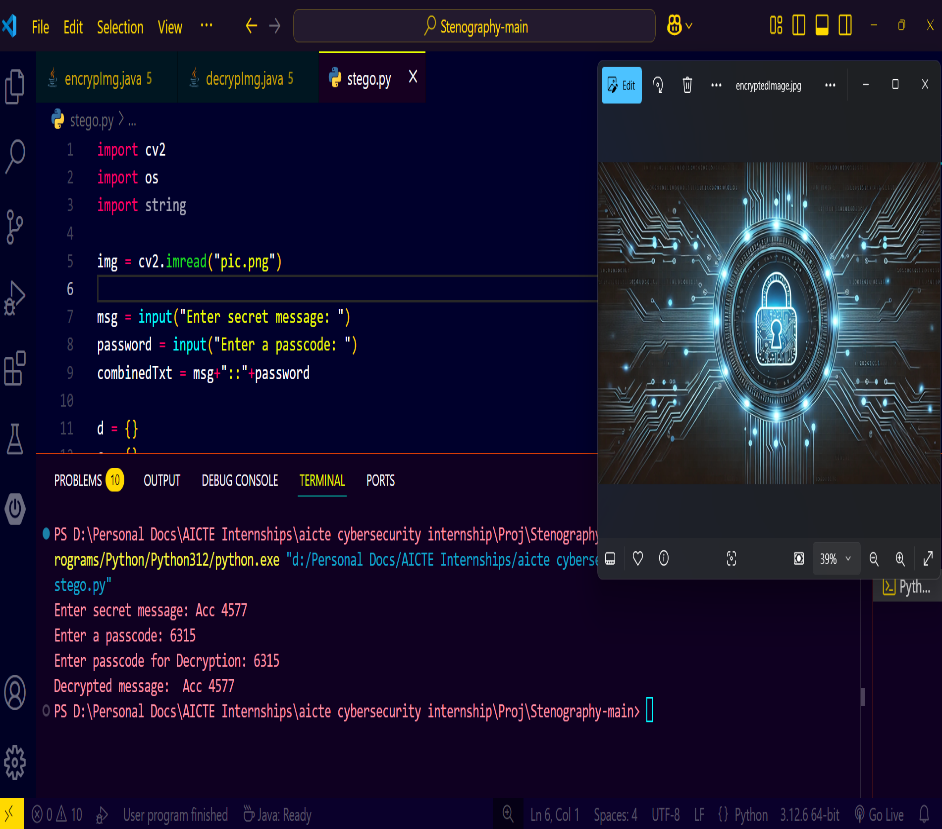 File Edit Selection View ··· Stenography-main
encrypImg.java 5 decrypImg.java 5 stego.py X
stego.py > ...
1 import cv2
2 import os
3 import string
4
5 img = cv2.imread("pic.png")
6
7 msg = input("Enter secret message: ")
8 password = input("Enter a passcode: ")
9 combinedTxt = msg+"::"+password
10
11 d = {}
Edit ··· encryptedImage.jpg ···
39%
PROBLEMS 10 OUTPUT DEBUG CONSOLE TERMINAL PORTS
PS D:\Personal Docs\AICTE Internships\aicte cybersecurity internship\Proj\Stenography
rograms/Python/Python312/python.exe "d:/Personal Docs/AICTE Internships/aicte cyberse
stego.py"
Enter secret message: Acc 4577
Enter a passcode: 6315
Enter passcode for Decryption: 6315
Decrypted message: Acc 4577
PS D:\Personal Docs\AICTE Internships\aicte cybersecurity internship\Proj\Stenography-main>
Pyth...
0 10 User program finished Java: Ready Ln 6, Col 1 Spaces: 4 UTF-8 LF {} Python 3.12.6 64-bit Go Live